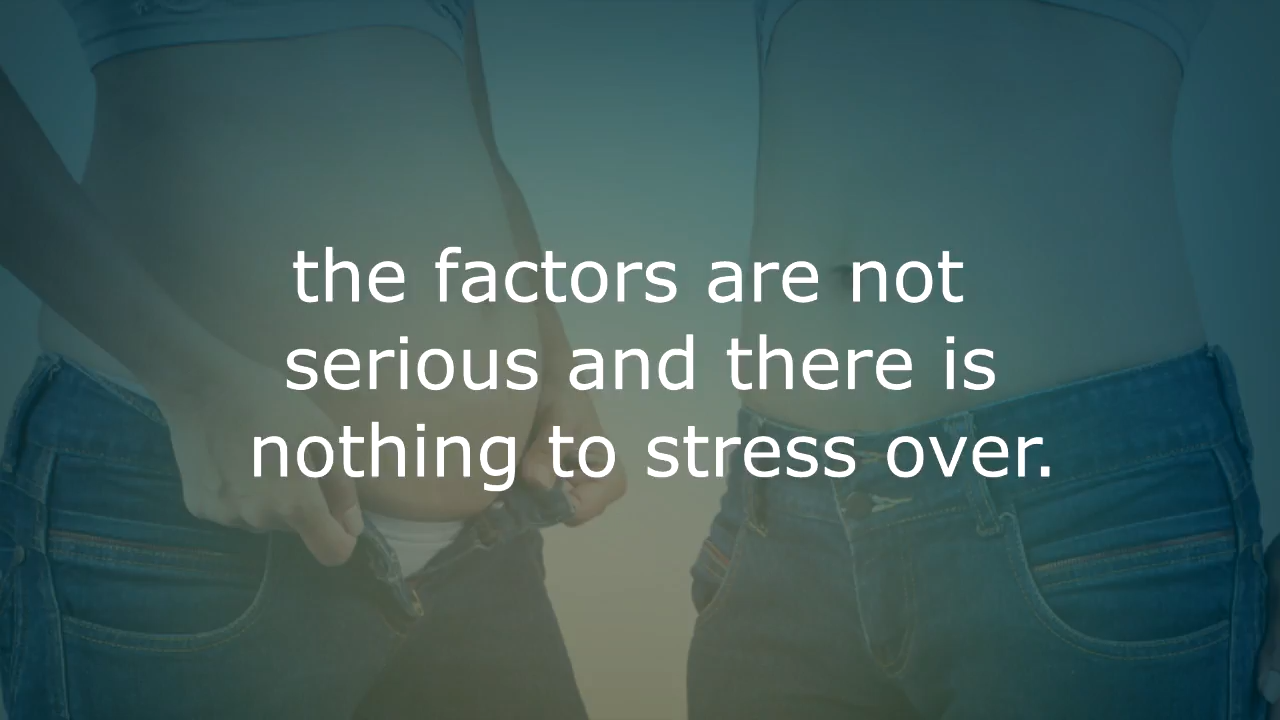 the factors are not
serious and there is
nothing to stress over.